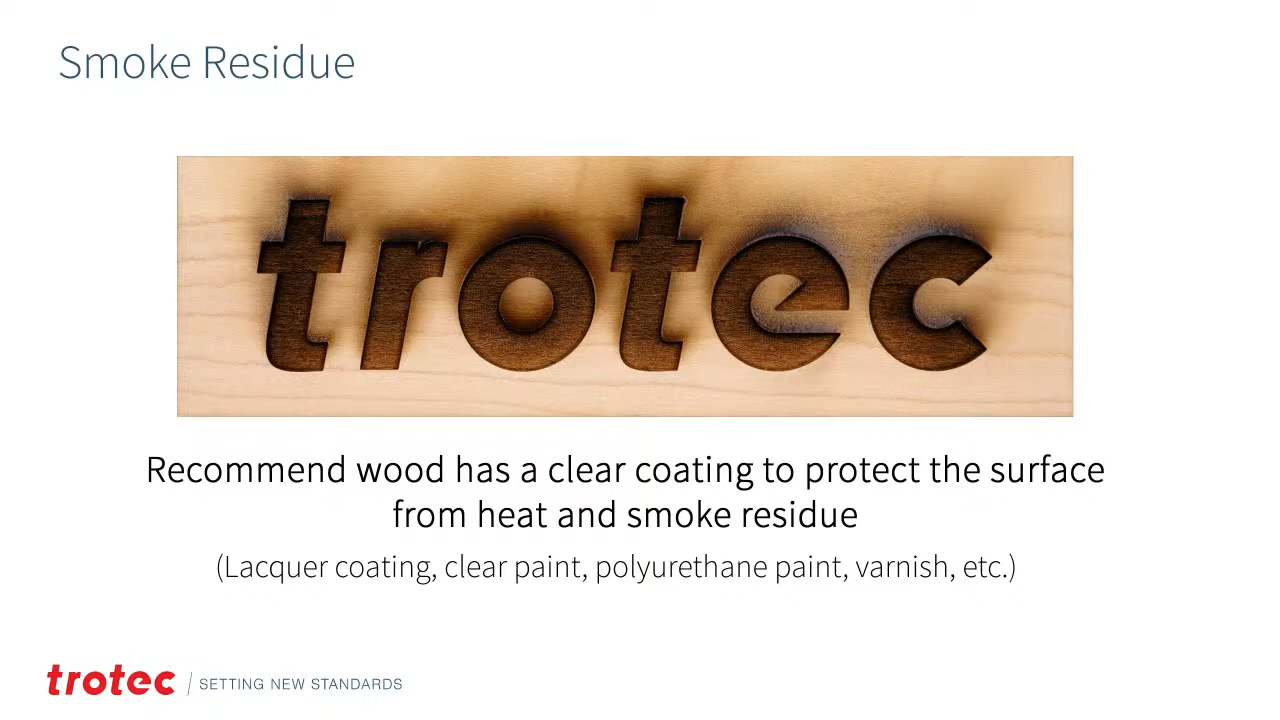 Smoke Residue
trotec
Recommend wood has a clear coating to protect the surface
from heat and smoke residue
(Lacquer coating, clear paint, polyurethane paint, varnish, etc.)
trotec / SETTING NEW STANDARDS